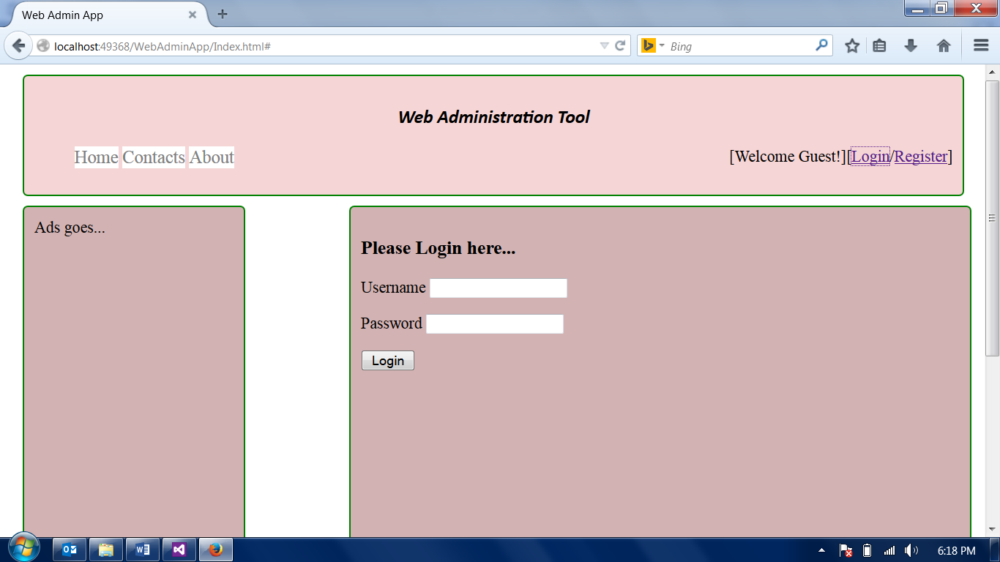 Web Admin App
localhost:49368/WebAdminApp/Index.html#
Bing
Web Administration Tool
Home Contacts About
[Welcome Guest!][Login/Register]
Ads goes...
Please Login here...
Username
Password
Login
6:18 PM